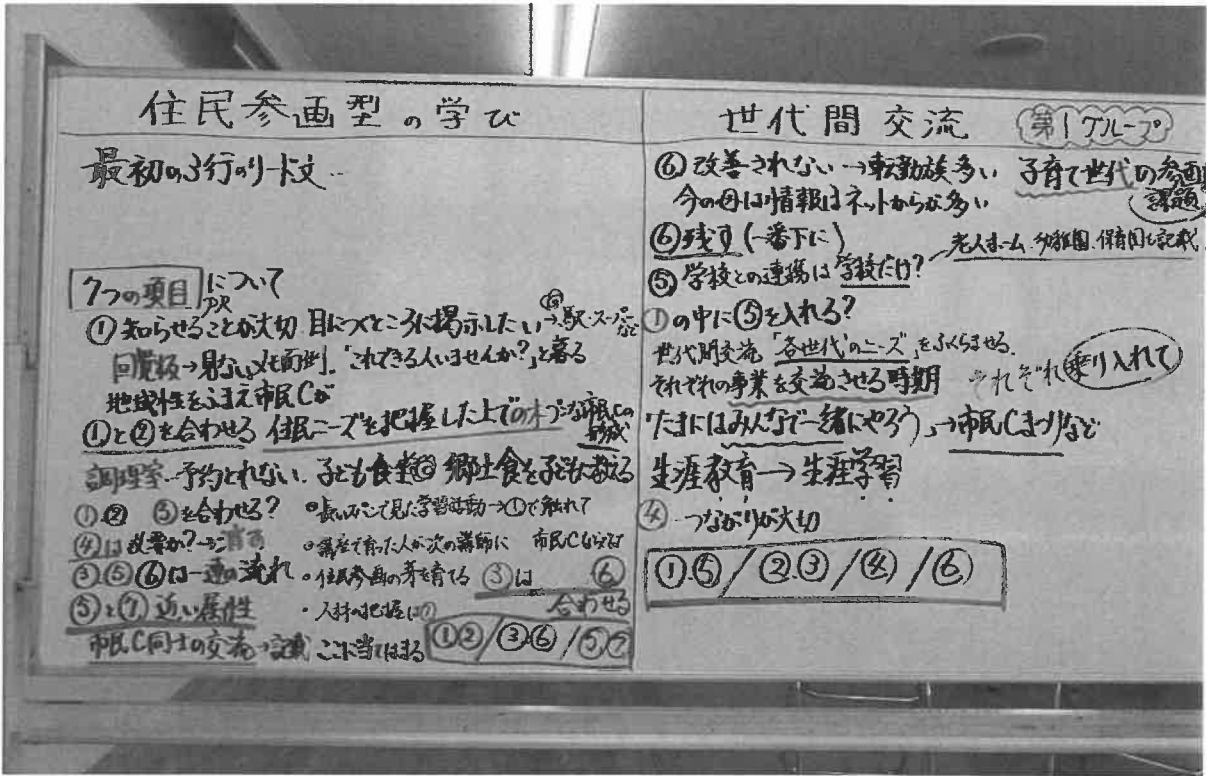 住民参画型の学び
最初の3行のリード文‥
7つの項目について
① 知らせることが大切 目につくところに掲示したい→駅・スーパーなど
回覧板→見ない 面倒.「これできる人いませんか?」と募る
地域性をふまえ市民Cが
①と②を合わせる 住民ニーズを把握した上での
調理室 予約とれない. 子ども食堂 郷土食を子どもに教える
①② ③を合わせる? 長いスパンで見た学習活動→①で触れて
④は必要か?→ 講座で育った人が次の講師に 市民Cならでは
③⑤⑥は一連の流れ ・住民参画の芽を育てる ③は ⑥
⑤と⑦近い属性 ・人材の把握は⑦ 合わせる
市民C同士の交流→記載 ここに当てはまる ①②/③⑥/⑤⑦
世代間交流 第1グループ
⑥ 改善されない→転勤族多い 子育て世代の参画 課題
今の母は情報はネットからが多い
⑥残す(一番下に)
老人ホーム.幼稚園.保育園も記載.
⑤ 学校との連携は学校だけ?
①の中に⑤を入れる?
世代間交流「各世代のニーズ」をふくらませる.
それぞれの事業を交流させる時期 それぞれ乗り入れて
たまにはみんなで一緒にやろう→市民Cまつりなど
生涯教育→生涯学習
④ つながりが大切
①⑤/②③/④/⑥